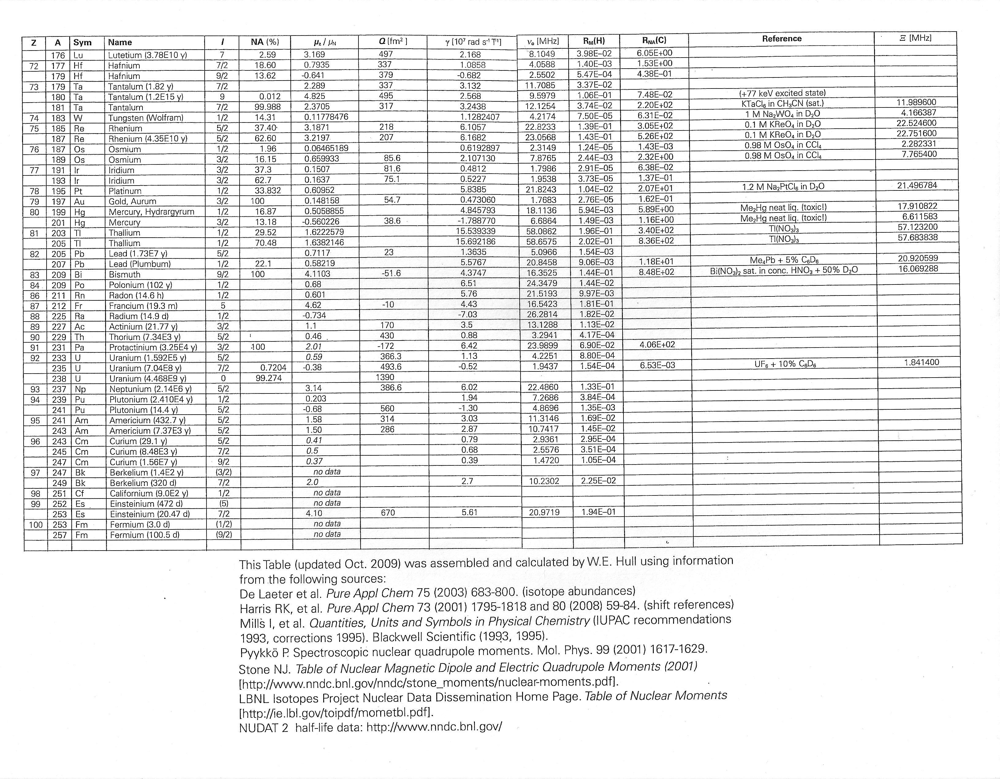 Z A Sym Name I NA (%) μz / μN Q [fm²] γ [10⁷ rad s⁻¹ T¹] ν₀ [MHz] RM(H) RNA(C) Reference Ξ [MHz]
176 Lu Lutetium (3.78E10 y) 7 2.59 3.169 497 2.168 8.1049 3.98E–02 6.05E+00
72 177 Hf Hafnium 7/2 18.60 0.7935 337 1.0858 4.0588 1.40E–03 1.53E+00
179 Hf Hafnium 9/2 13.62 -0.641 379 -0.682 2.5502 5.47E–04 4.38E–01
73 179 Ta Tantalum (1.82 y) 7/2 2.289 337 3.132 11.7085 3.37E–02
180 Ta Tantalum (1.2E15 y) 9 0.012 4.825 495 2.568 9.5979 1.06E–01 7.48E–02 (+77 keV excited state)
181 Ta Tantalum 7/2 99.988 2.3705 317 3.2438 12.1254 3.74E–02 2.20E+02 KTaCl₆ in CH₃CN (sat.) 11.989600
74 183 W Tungsten (Wolfram) 1/2 14.31 0.11778476 1.1282407 4.2174 7.50E–05 6.31E–02 1 M Na₂WO₄ in D₂O 4.166387
75 185 Re Rhenium 5/2 37.40 3.1871 218 6.1057 22.8233 1.39E–01 3.05E+02 0.1 M KReO₄ in D₂O 22.524600
187 Re Rhenium (4.35E10 y) 5/2 62.60 3.2197 207 6.1682 23.0568 1.43E–01 5.26E+02 0.1 M KReO₄ in D₂O 22.751600
76 187 Os Osmium 1/2 1.96 0.06465189 0.6192897 2.3149 1.24E–05 1.43E–03 0.98 M OsO₄ in CCl₄ 2.282331
189 Os Osmium 3/2 16.15 0.659933 85.6 2.107130 7.8765 2.44E–03 2.32E+00 0.98 M OsO₄ in CCl₄ 7.765400
77 191 Ir Iridium 3/2 37.3 0.1507 81.6 0.4812 1.7986 2.91E–05 6.38E–02
193 Ir Iridium 3/2 62.7 0.1637 75.1 0.5227 1.9538 3.73E–05 1.37E–01
78 195 Pt Platinum 1/2 33.832 0.60952 5.8385 21.8243 1.04E–02 2.07E+01 1.2 M Na₂PtCl₆ in D₂O 21.496784
79 197 Au Gold, Aurum 3/2 100 0.148158 54.7 0.473060 1.7683 2.76E–05 1.62E–01
80 199 Hg Mercury, Hydrargyrum 1/2 16.87 0.5058855 4.845793 18.1136 5.94E–03 5.89E+00 Me₂Hg neat liq. (toxic!) 17.910822
201 Hg Mercury 3/2 13.18 -0.560226 38.6 -1.788770 6.6864 1.49E–03 1.16E+00 Me₂Hg neat liq. (toxic!) 6.611583
81 203 Tl Thallium 1/2 29.52 1.6222579 15.539339 58.0862 1.96E–01 3.40E+02 Tl(NO₃)₃ 57.123200
205 Tl Thallium 1/2 70.48 1.6382146 15.692186 58.6575 2.02E–01 8.36E+02 Tl(NO₃)₃ 57.683838
82 205 Pb Lead (1.73E7 y) 5/2 0.7117 23 1.3635 5.0966 1.54E–03
207 Pb Lead (Plumbum) 1/2 22.1 0.58219 5.5767 20.8458 9.06E–03 1.18E+01 Me₄Pb + 5% C₆D₆ 20.920599
83 209 Bi Bismuth 9/2 100 4.1103 -51.6 4.3747 16.3525 1.44E–01 8.48E+02 Bi(NO₃)₂ sat. in conc. HNO₃ + 50% D₂O 16.069288
84 209 Po Polonium (102 y) 1/2 0.68 6.51 24.3479 1.44E–02
86 211 Rn Radon (14.6 h) 1/2 0.601 5.76 21.5193 9.97E–03
87 212 Fr Francium (19.3 m) 5 4.62 -10 4.43 16.5423 1.81E–01
88 225 Ra Radium (14.9 d) 1/2 -0.734 -7.03 26.2814 1.82E–02
89 227 Ac Actinium (21.77 y) 3/2 1.1 170 3.5 13.1288 1.13E–02
90 229 Th Thorium (7.34E3 y) 5/2 0.46 430 0.88 3.2941 4.17E–04
91 231 Pa Protactinium (3.25E4 y) 3/2 100 2.01 -172 6.42 23.9899 6.90E–02 4.06E+02
92 233 U Uranium (1.592E5 y) 5/2 0.59 366.3 1.13 4.2251 8.80E–04
235 U Uranium (7.04E8 y) 7/2 0.7204 -0.38 493.6 -0.52 1.9437 1.54E–04 6.53E–03 UF₆ + 10% C₆D₆ 1.841400
238 U Uranium (4.468E9 y) 0 99.274 1390
93 237 Np Neptunium (2.14E6 y) 5/2 3.14 386.6 6.02 22.4860 1.33E–01
94 239 Pu Plutonium (2.410E4 y) 1/2 0.203 1.94 7.2686 3.84E–04
241 Pu Plutonium (14.4 y) 5/2 -0.68 560 -1.30 4.8696 1.35E–03
95 241 Am Americium (432.7 y) 5/2 1.58 314 3.03 11.3146 1.69E–02
243 Am Americium (7.37E3 y) 5/2 1.50 286 2.87 10.7417 1.45E–02
96 243 Cm Curium (29.1 y) 5/2 0.41 0.79 2.9361 2.95E–04
245 Cm Curium (8.48E3 y) 7/2 0.5 0.68 2.5576 3.51E–04
247 Cm Curium (1.56E7 y) 9/2 0.37 0.39 1.4720 1.05E–04
97 247 Bk Berkelium (1.4E2 y) (3/2) no data
249 Bk Berkelium (320 d) 7/2 2.0 2.7 10.2302 2.25E–02
98 251 Cf Californium (9.0E2 y) 1/2 no data
99 252 Es Einsteinium (472 d) (5) no data
253 Es Einsteinium (20.47 d) 7/2 4.10 670 5.61 20.9719 1.94E–01
100 253 Fm Fermium (3.0 d) (1/2) no data
257 Fm Fermium (100.5 d) (9/2) no data
This Table (updated Oct. 2009) was assembled and calculated by W.E. Hull using information
from the following sources:
De Laeter et al. Pure Appl Chem 75 (2003) 683-800. (isotope abundances)
Harris RK, et al. Pure Appl Chem 73 (2001) 1795-1818 and 80 (2008) 59-84. (shift references)
Mills I, et al. Quantities, Units and Symbols in Physical Chemistry (IUPAC recommendations
1993, corrections 1995). Blackwell Scientific (1993, 1995).
Pyykkö P. Spectroscopic nuclear quadrupole moments. Mol. Phys. 99 (2001) 1617-1629.
Stone NJ. Table of Nuclear Magnetic Dipole and Electric Quadrupole Moments (2001)
[http://www.nndc.bnl.gov/nndc/stone_moments/nuclear-moments.pdf].
LBNL Isotopes Project Nuclear Data Dissemination Home Page. Table of Nuclear Moments
[http://ie.lbl.gov/toipdf/mometbl.pdf].
NUDAT 2 half-life data: http://www.nndc.bnl.gov/